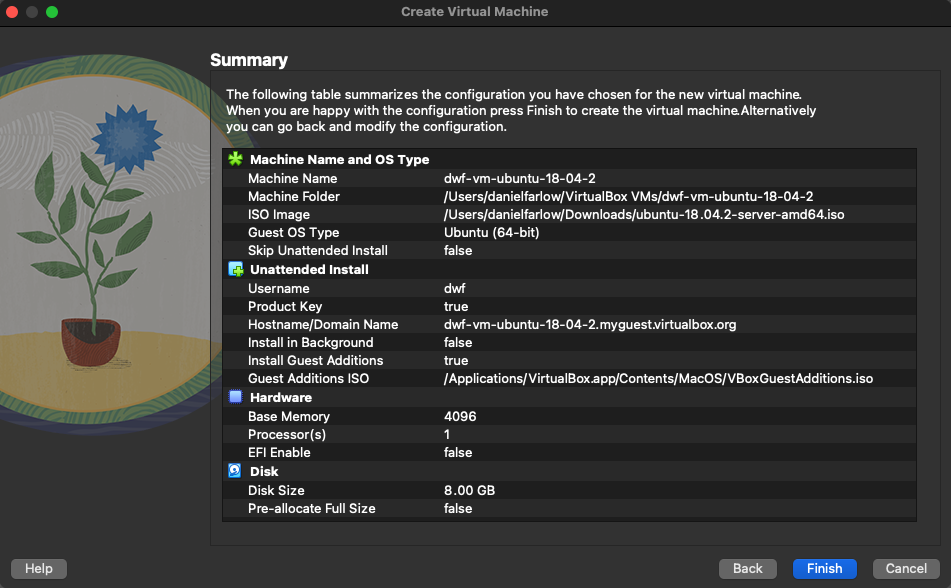 Create Virtual Machine
Summary
The following table summarizes the configuration you have chosen for the new virtual machine.
When you are happy with the configuration press Finish to create the virtual machine.Alternatively
you can go back and modify the configuration.
Machine Name and OS Type
Machine Name dwf-vm-ubuntu-18-04-2
Machine Folder /Users/danielfarlow/VirtualBox VMs/dwf-vm-ubuntu-18-04-2
ISO Image /Users/danielfarlow/Downloads/ubuntu-18.04.2-server-amd64.iso
Guest OS Type Ubuntu (64-bit)
Skip Unattended Install false
Unattended Install
Username dwf
Product Key true
Hostname/Domain Name dwf-vm-ubuntu-18-04-2.myguest.virtualbox.org
Install in Background false
Install Guest Additions true
Guest Additions ISO /Applications/VirtualBox.app/Contents/MacOS/VBoxGuestAdditions.iso
Hardware
Base Memory 4096
Processor(s) 1
EFI Enable false
Disk
Disk Size 8.00 GB
Pre-allocate Full Size false
Help Back Finish Cancel